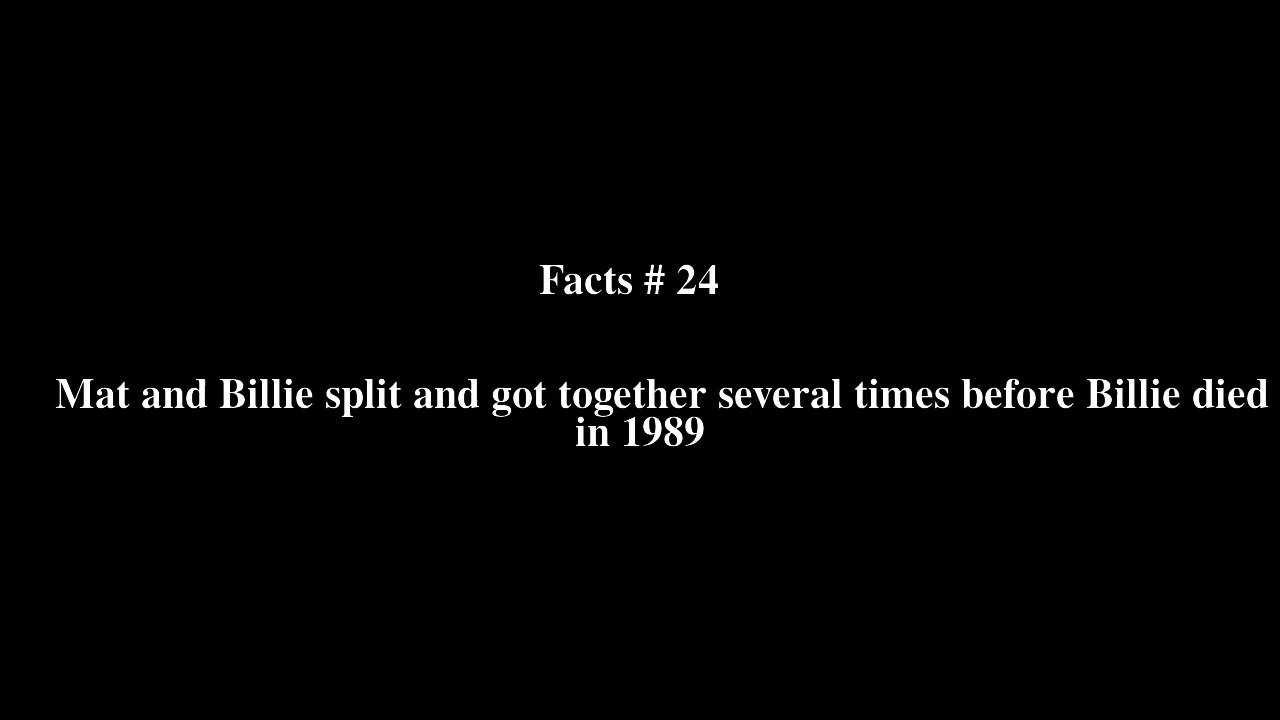 Facts # 24
Mat and Billie split and got together several times before Billie died
in 1989